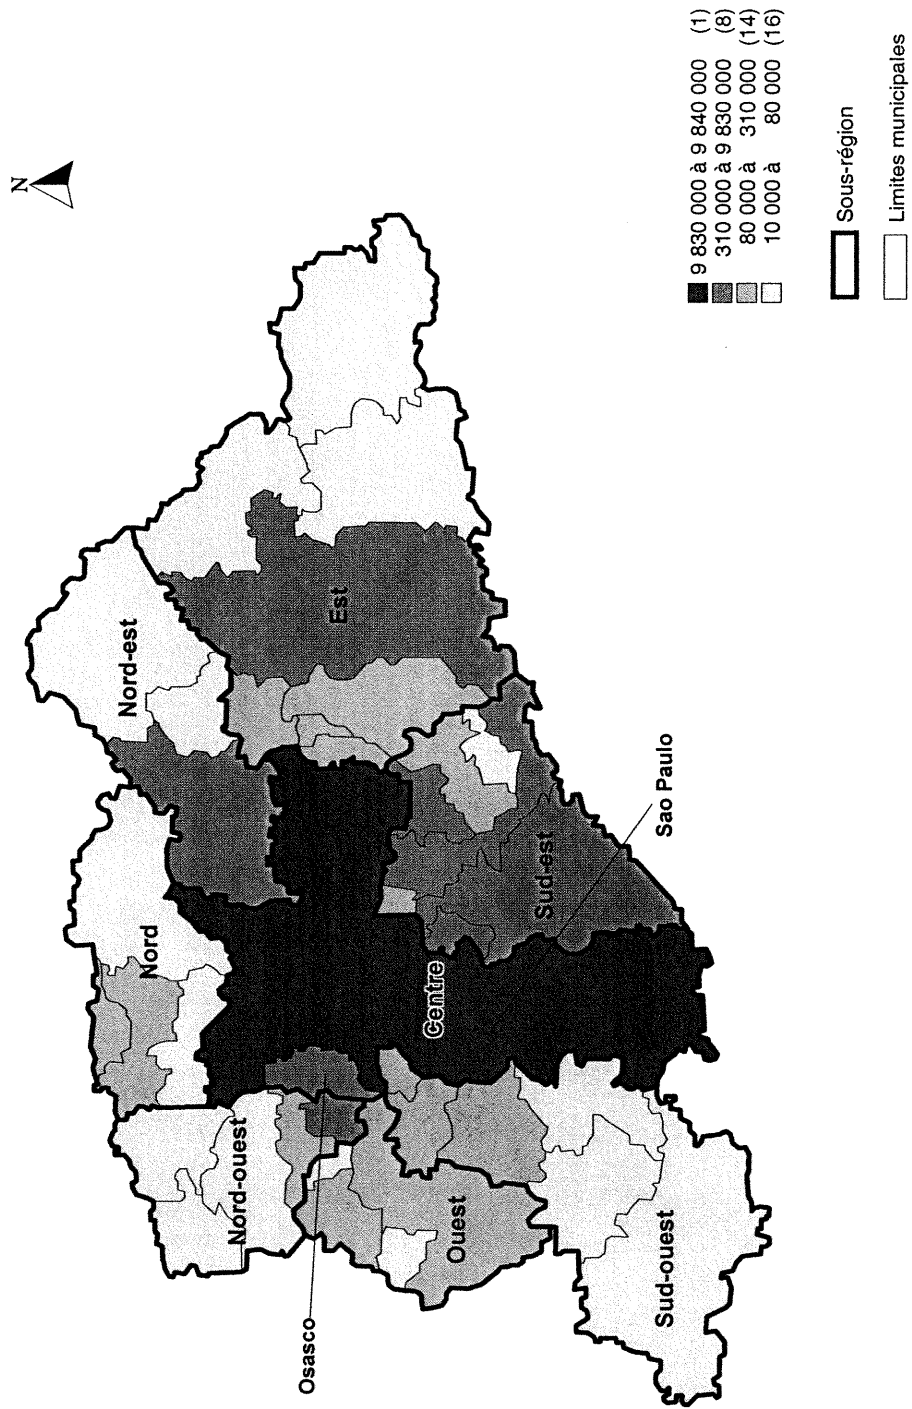 N
Nord-est
Nord
Est
Nord-ouest
Centre
Sud-est
Osasco
Ouest
Sao Paulo
Sud-ouest
9 830 000 à 9 840 000 (1)
310 000 à 9 830 000 (8)
80 000 à 310 000 (14)
10 000 à 80 000 (16)
Sous-région
Limites municipales